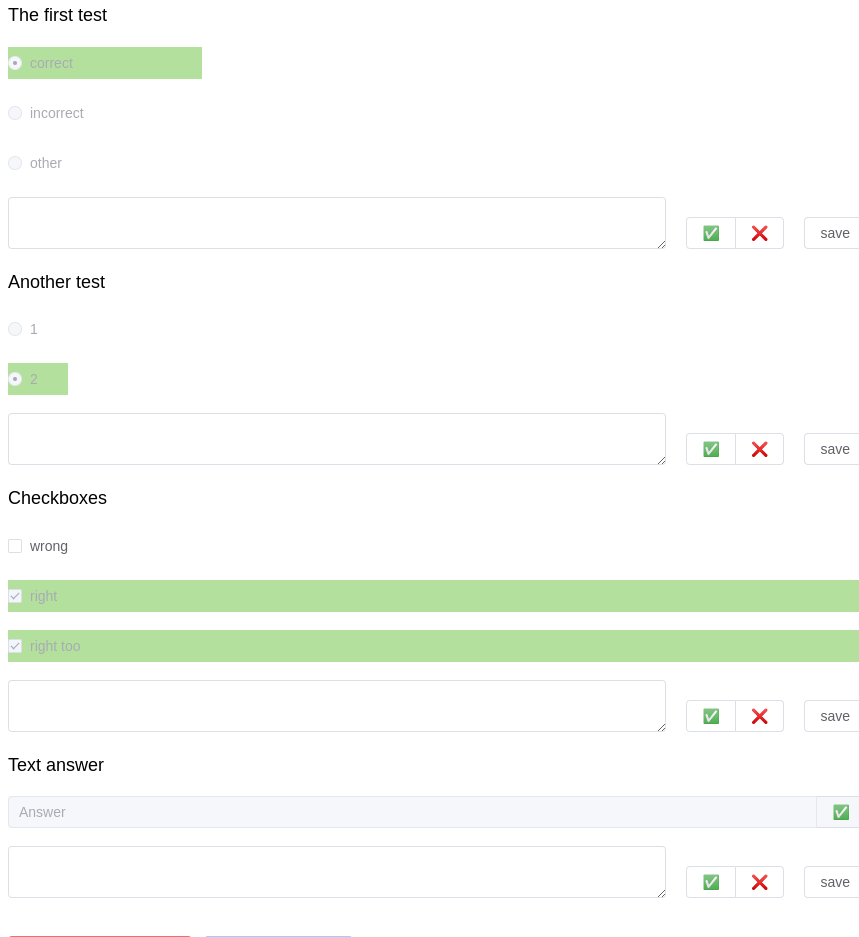 The first test
correct
incorrect
other
✅ ❌ save
Another test
1
2
✅ ❌ save
Checkboxes
wrong
right
right too
✅ ❌ save
Text answer
Answer ✅
✅ ❌ save